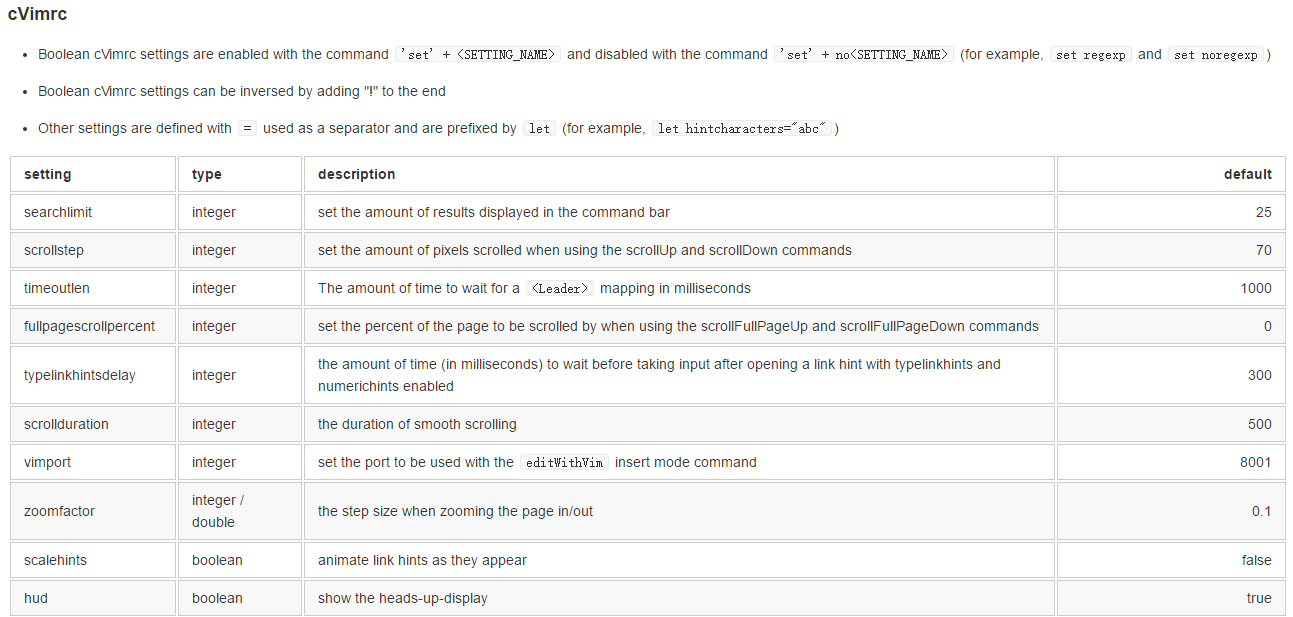 cVimrc
Boolean cVimrc settings are enabled with the command 'set' + <SETTING_NAME> and disabled with the command 'set' + no<SETTING_NAME> (for example, set regexp and set noregexp )
Boolean cVimrc settings can be inversed by adding "!" to the end
Other settings are defined with = used as a separator and are prefixed by let (for example, let hintcharacters="abc" )
setting type description default
searchlimit integer set the amount of results displayed in the command bar 25
scrollstep integer set the amount of pixels scrolled when using the scrollUp and scrollDown commands 70
timeoutlen integer The amount of time to wait for a <Leader> mapping in milliseconds 1000
fullpagescrollpercent integer set the percent of the page to be scrolled by when using the scrollFullPageUp and scrollFullPageDown commands 0
typelinkhintsdelay integer the amount of time (in milliseconds) to wait before taking input after opening a link hint with typelinkhints and
numerichints enabled 300
scrollduration integer the duration of smooth scrolling 500
vimport integer set the port to be used with the editWithVim insert mode command 8001
zoomfactor integer /
double the step size when zooming the page in/out 0.1
scalehints boolean animate link hints as they appear false
hud boolean show the heads-up-display true